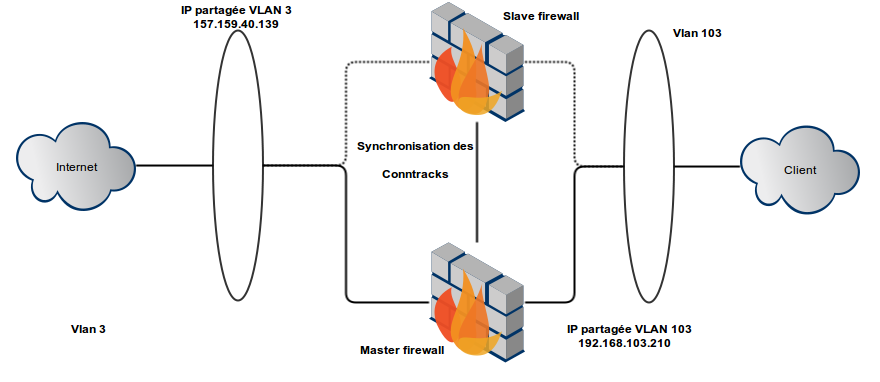 IP partagée VLAN 3
157.159.40.139
Slave firewall
Vlan 103
Synchronisation des
Conntracks
Internet
Client
Vlan 3
Master firewall
IP partagée VLAN 103
192.168.103.210